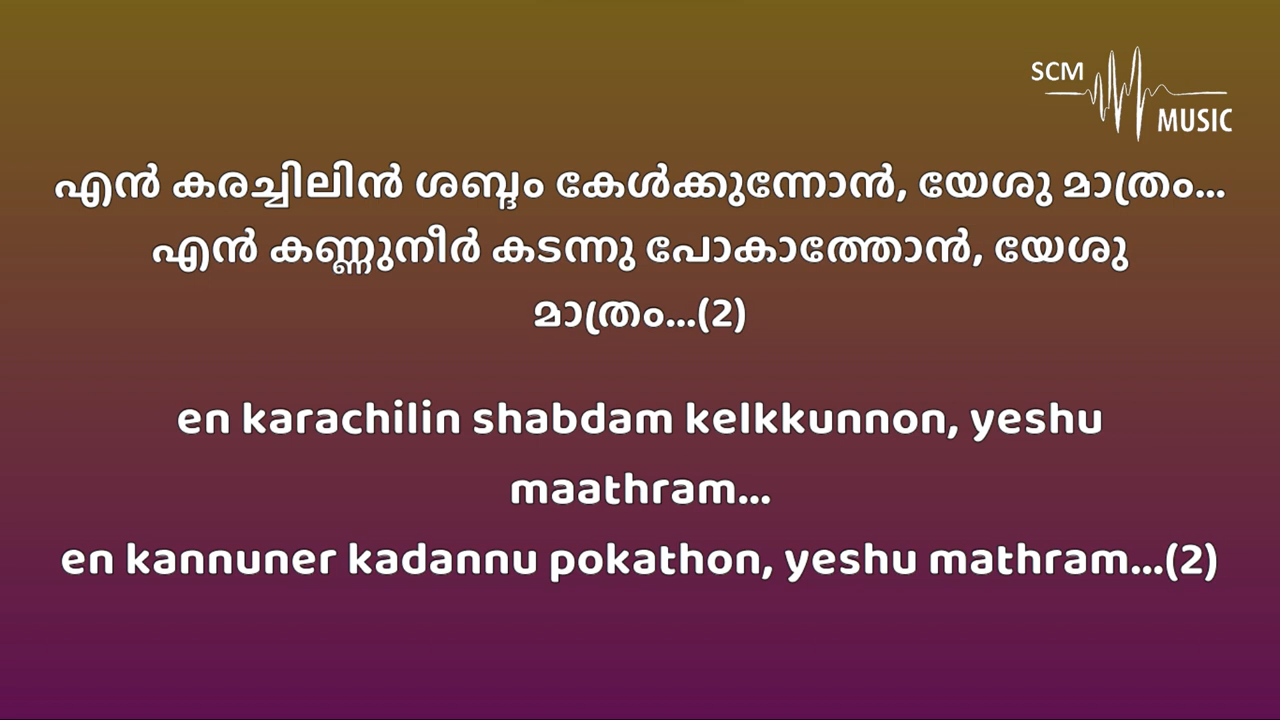 SCM
MUSIC
എൻ കരച്ചിലിൻ ശബ്ദം കേൾക്കുന്നോൻ, യേശു മാത്രം...
എൻ കണ്ണുനീർ കടന്നു പോകാത്തോൻ, യേശു
മാത്രം...(2)
en karachilin shabdam kelkkunnon, yeshu
maathram...
en kannuner kadannu pokathon, yeshu mathram...(2)